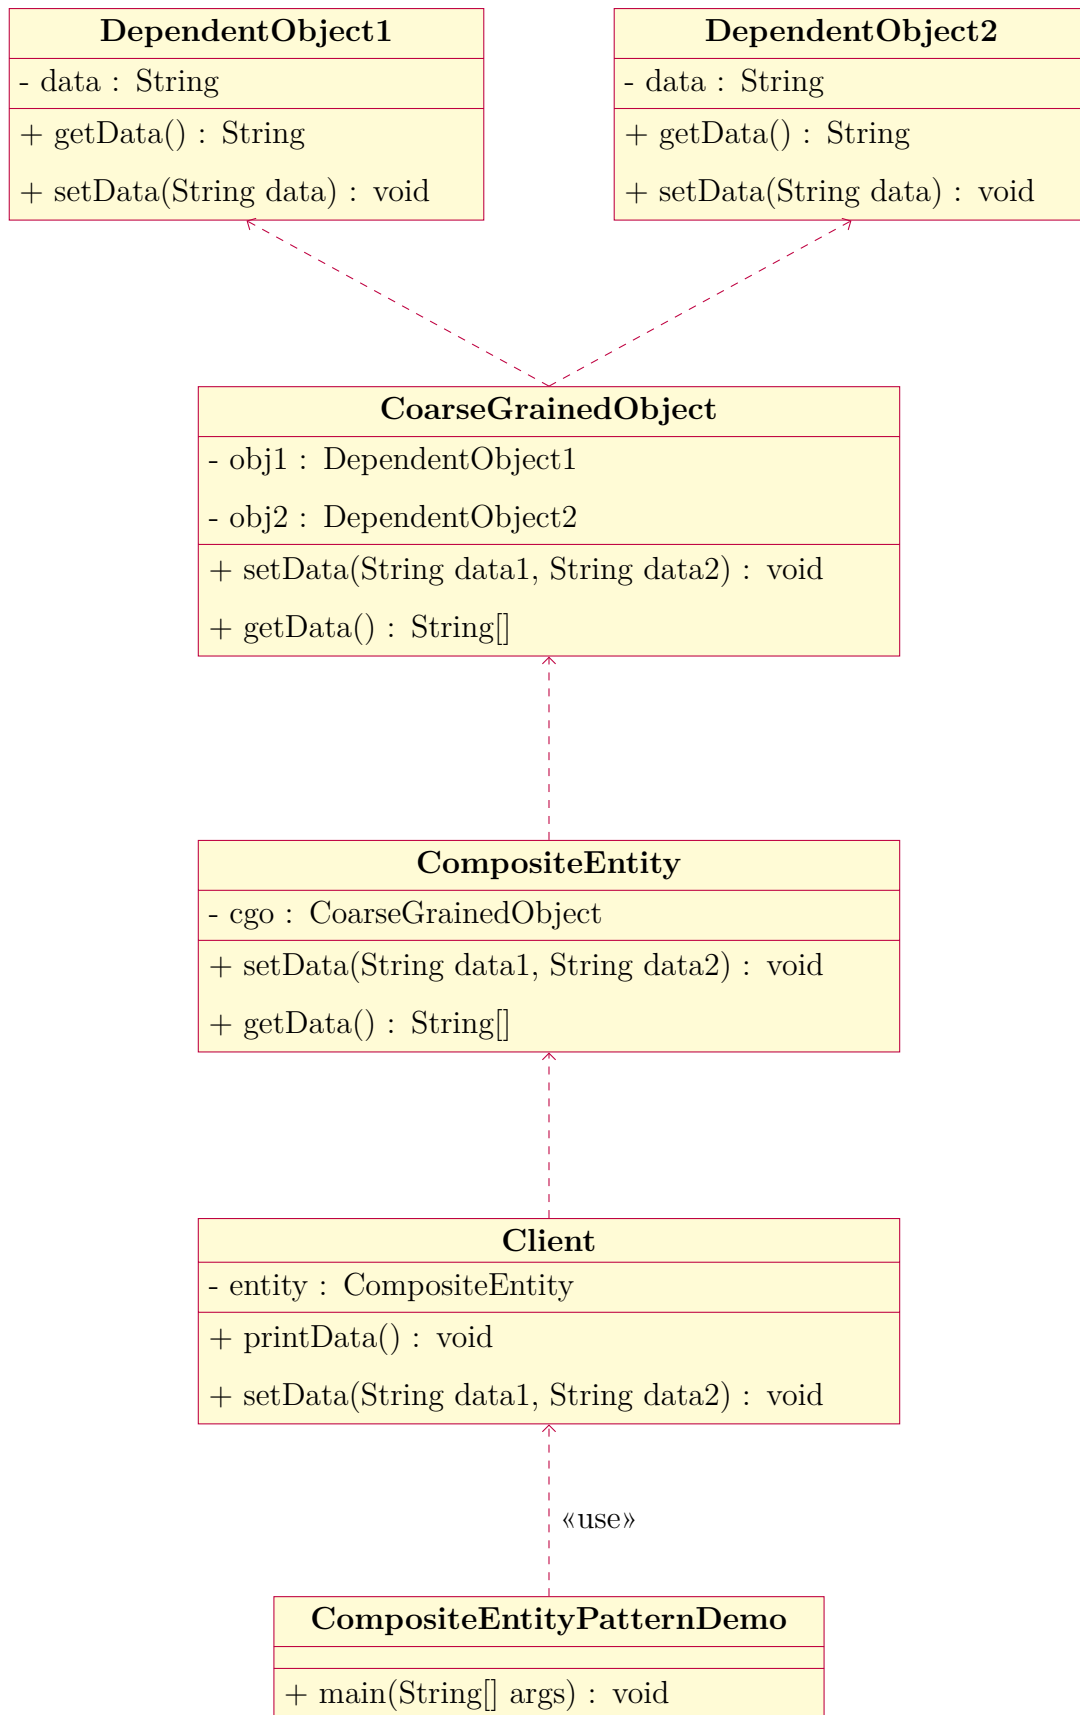 DependentObject1
- data : String
+ getData() : String
+ setData(String data) : void
DependentObject2
- data : String
+ getData() : String
+ setData(String data) : void
CoarseGrainedObject
- obj1 : DependentObject1
- obj2 : DependentObject2
+ setData(String data1, String data2) : void
+ getData() : String[]
CompositeEntity
- cgo : CoarseGrainedObject
+ setData(String data1, String data2) : void
+ getData() : String[]
Client
- entity : CompositeEntity
+ printData() : void
+ setData(String data1, String data2) : void
«use»
CompositeEntityPatternDemo
+ main(String[] args) : void